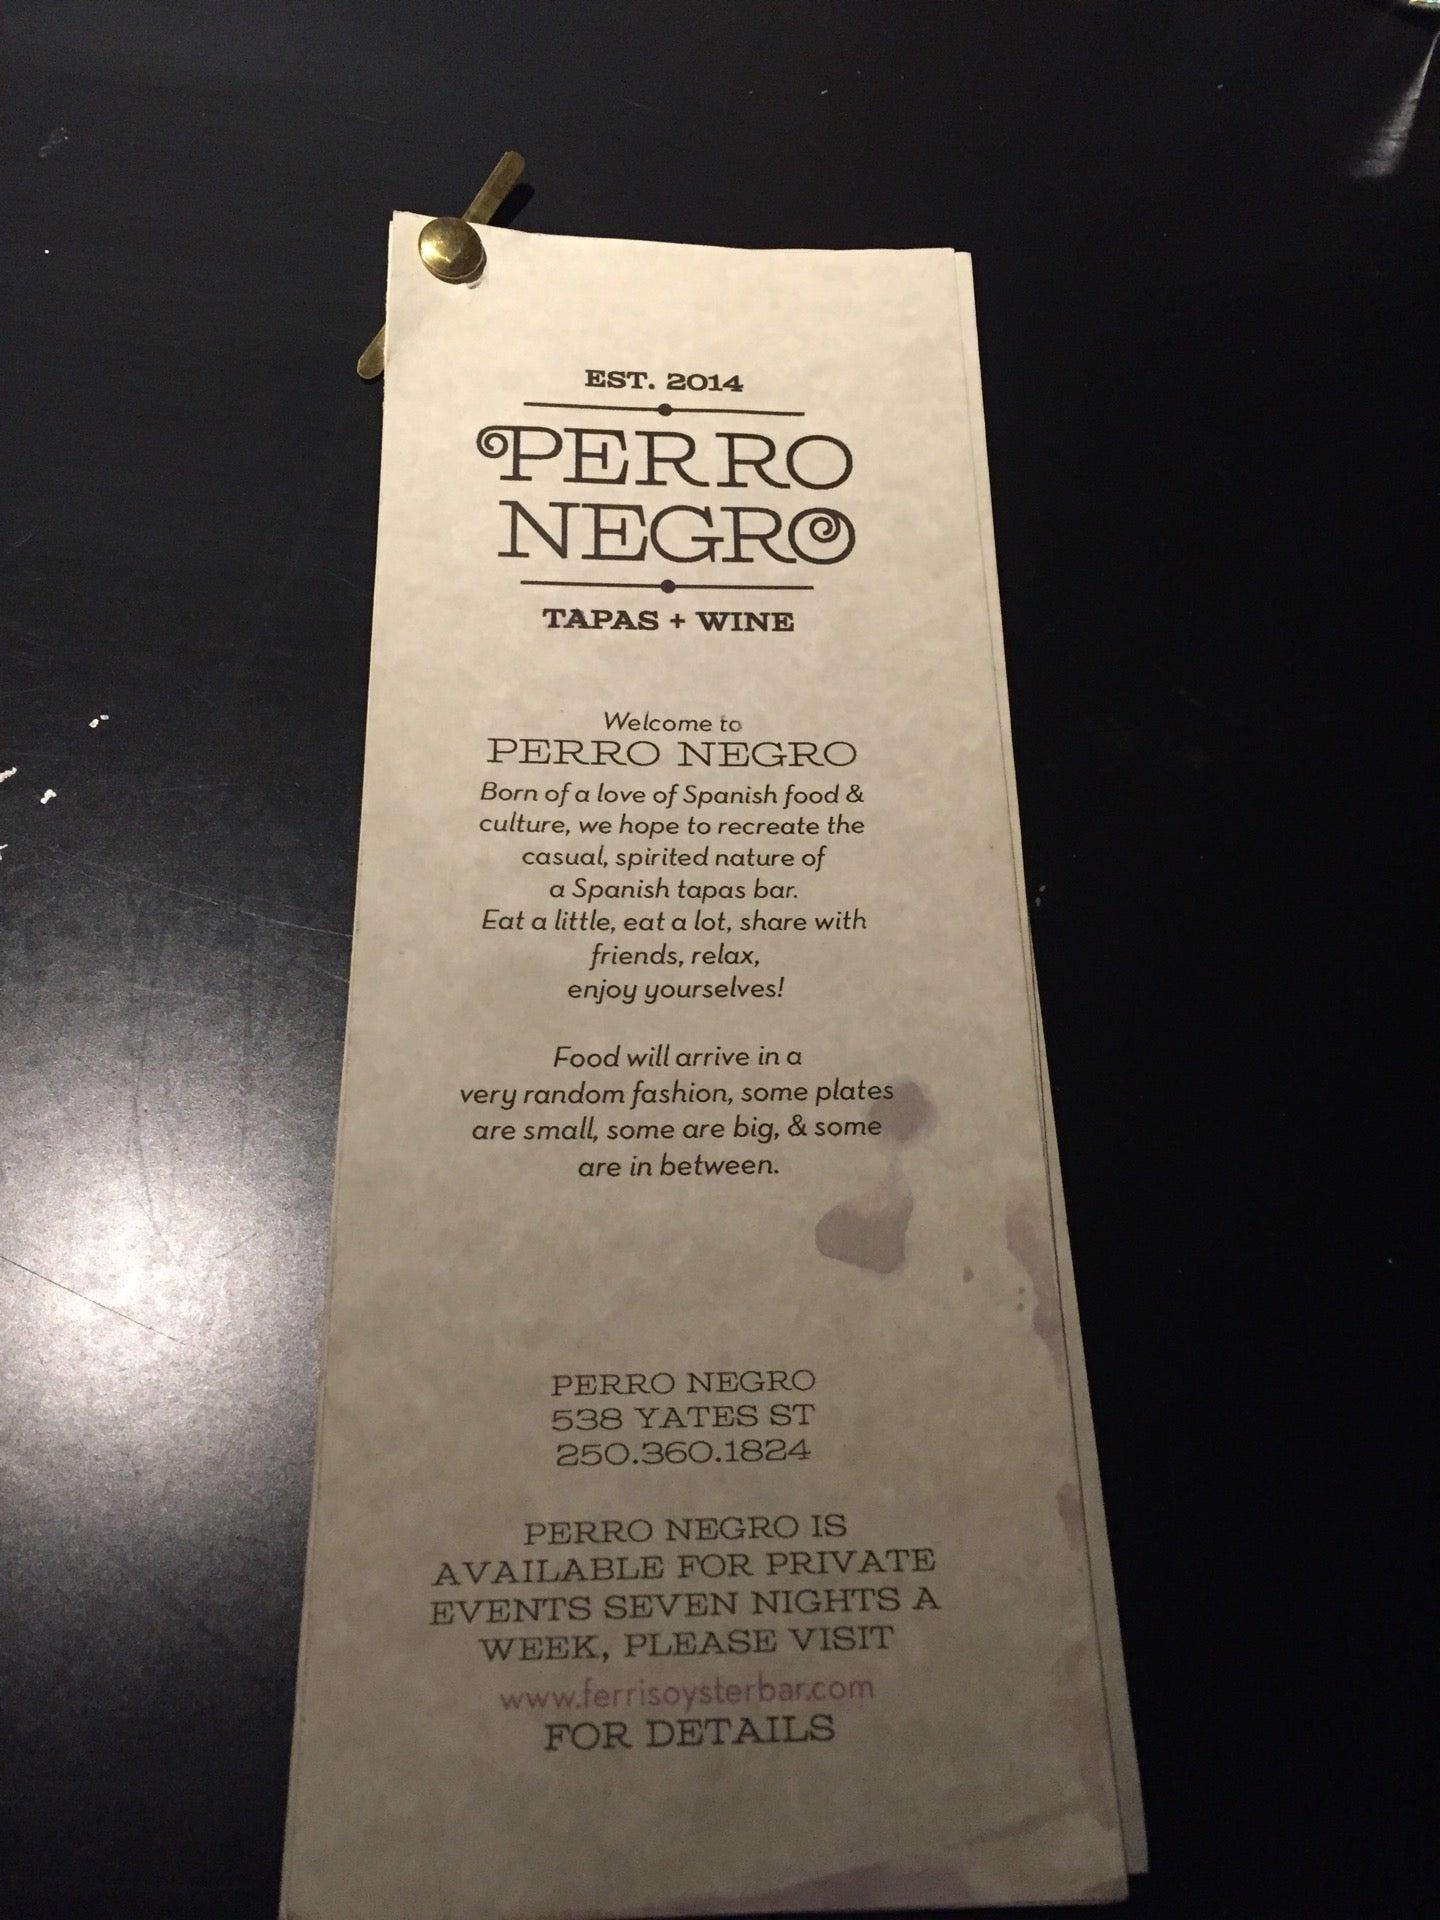 EST. 2014
PERRO
NEGRO
TAPAS + WINE
Welcome to
PERRO NEGRO
Born of a love of Spanish food &
culture, we hope to recreate the
casual, spirited nature of
a Spanish tapas bar.
Eat a little, eat a lot, share with
friends, relax,
enjoy yourselves!
Food will arrive in a
very random fashion, some plates
are small, some are big, & some
are in between.
PERRO NEGRO
538 YATES ST
250.360.1824
PERRO NEGRO IS
AVAILABLE FOR PRIVATE
EVENTS SEVEN NIGHTS A
WEEK, PLEASE VISIT
www.ferrisoysterbar.com
FOR DETAILS